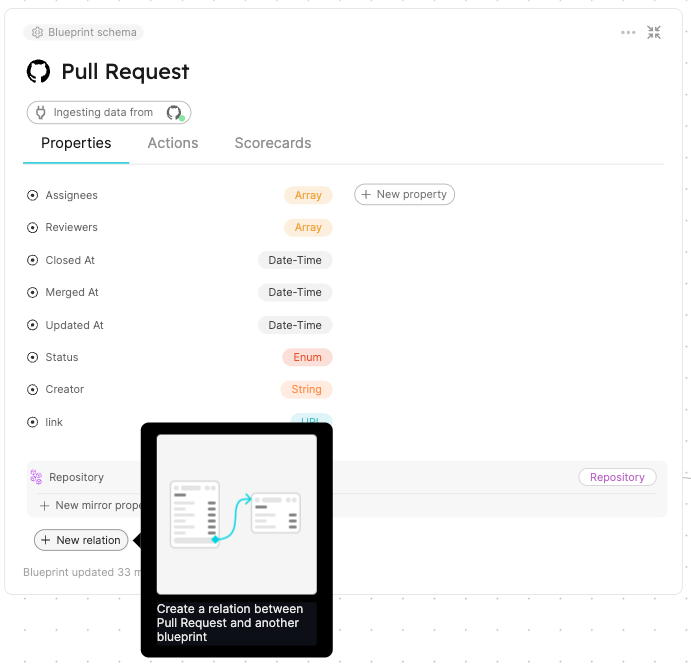 Blueprint schema
Pull Request
Ingesting data from
Properties Actions Scorecards
Assignees Array + New property
Reviewers Array
Closed At Date-Time
Merged At Date-Time
Updated At Date-Time
Status Enum
Creator String
link URL
Repository Repository
+ New mirror prope
+ New relation
Blueprint updated 33 m
Create a relation between
Pull Request and another
blueprint